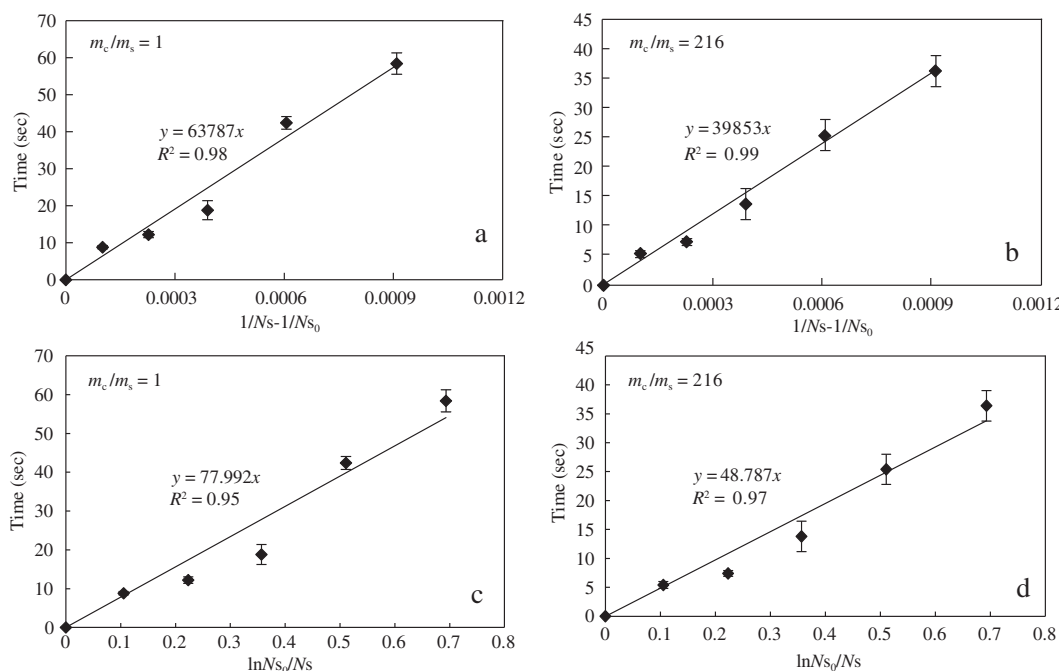 70
60
50
40
30
20
10
0
Time (sec)
m_c/m_s = 1
y = 63787x
R² = 0.98
a
0 0.0003 0.0006 0.0009 0.0012
1/Ns-1/Ns₀
45
40
35
30
25
20
15
10
5
0
Time (sec)
m_c/m_s = 216
y = 39853x
R² = 0.99
b
0 0.0003 0.0006 0.0009 0.0012
1/Ns-1/Ns₀
70
60
50
40
30
20
10
0
Time (sec)
m_c/m_s = 1
y = 77.992x
R² = 0.95
c
0 0.1 0.2 0.3 0.4 0.5 0.6 0.7 0.8
lnNs₀/Ns
45
40
35
30
25
20
15
10
5
0
Time (sec)
m_c/m_s = 216
y = 48.787x
R² = 0.97
d
0 0.1 0.2 0.3 0.4 0.5 0.6 0.7 0.8
lnNs₀/Ns